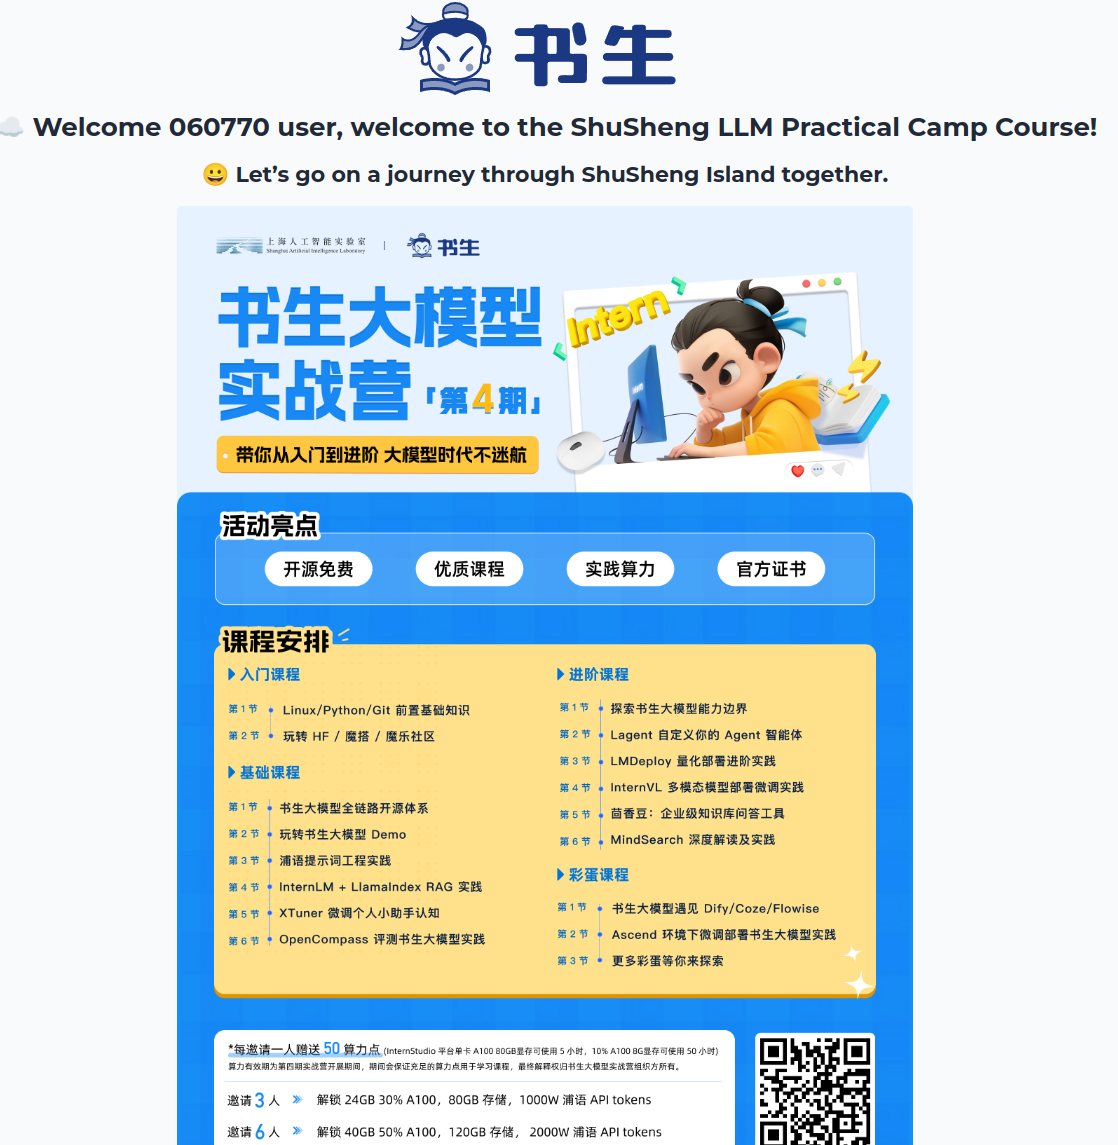 书生
☁️ Welcome 060770 user, welcome to the ShuSheng LLM Practical Camp Course!
😀 Let’s go on a journey through ShuSheng Island together.
上海人工智能实验室
Shanghai Artificial Intelligence Laboratory
书生
书生大模型
实战营「第4期」
带你从入门到进阶 大模型时代不迷航
Intern
活动亮点
开源免费 优质课程 实践算力 官方证书
课程安排
入门课程
第1节 Linux/Python/Git 前置基础知识
第2节 玩转 HF / 魔搭 / 魔乐社区
基础课程
第1节 书生大模型全链路开源体系
第2节 玩转书生大模型 Demo
第3节 浦语提示词工程实践
第4节 InternLM + LlamaIndex RAG 实践
第5节 XTuner 微调个人小助手认知
第6节 OpenCompass 评测书生大模型实践
进阶课程
第1节 探索书生大模型能力边界
第2节 Lagent 自定义你的 Agent 智能体
第3节 LMDeploy 量化部署进阶实践
第4节 InternVL 多模态模型部署微调实践
第5节 茴香豆：企业级知识库问答工具
第6节 MindSearch 深度解读及实践
彩蛋课程
第1节 书生大模型遇见 Dify/Coze/Flowise
第2节 Ascend 环境下微调部署书生大模型实践
第3节 更多彩蛋等你来探索
*每邀请一人赠送 50 算力点 (InternStudio 平台单卡 A100 80GB显存可使用 5 小时，10% A100 8G显存可使用 50 小时)
算力有效期为第四期实战营开展期间，期间会保证充足的算力点用于学习课程，最终解释权归书生大模型实战营组织方所有。
邀请 3 人 解锁 24GB 30% A100，80GB 存储，1000W 浦语 API tokens
邀请 6 人 解锁 40GB 50% A100，120GB 存储， 2000W 浦语 API tokens